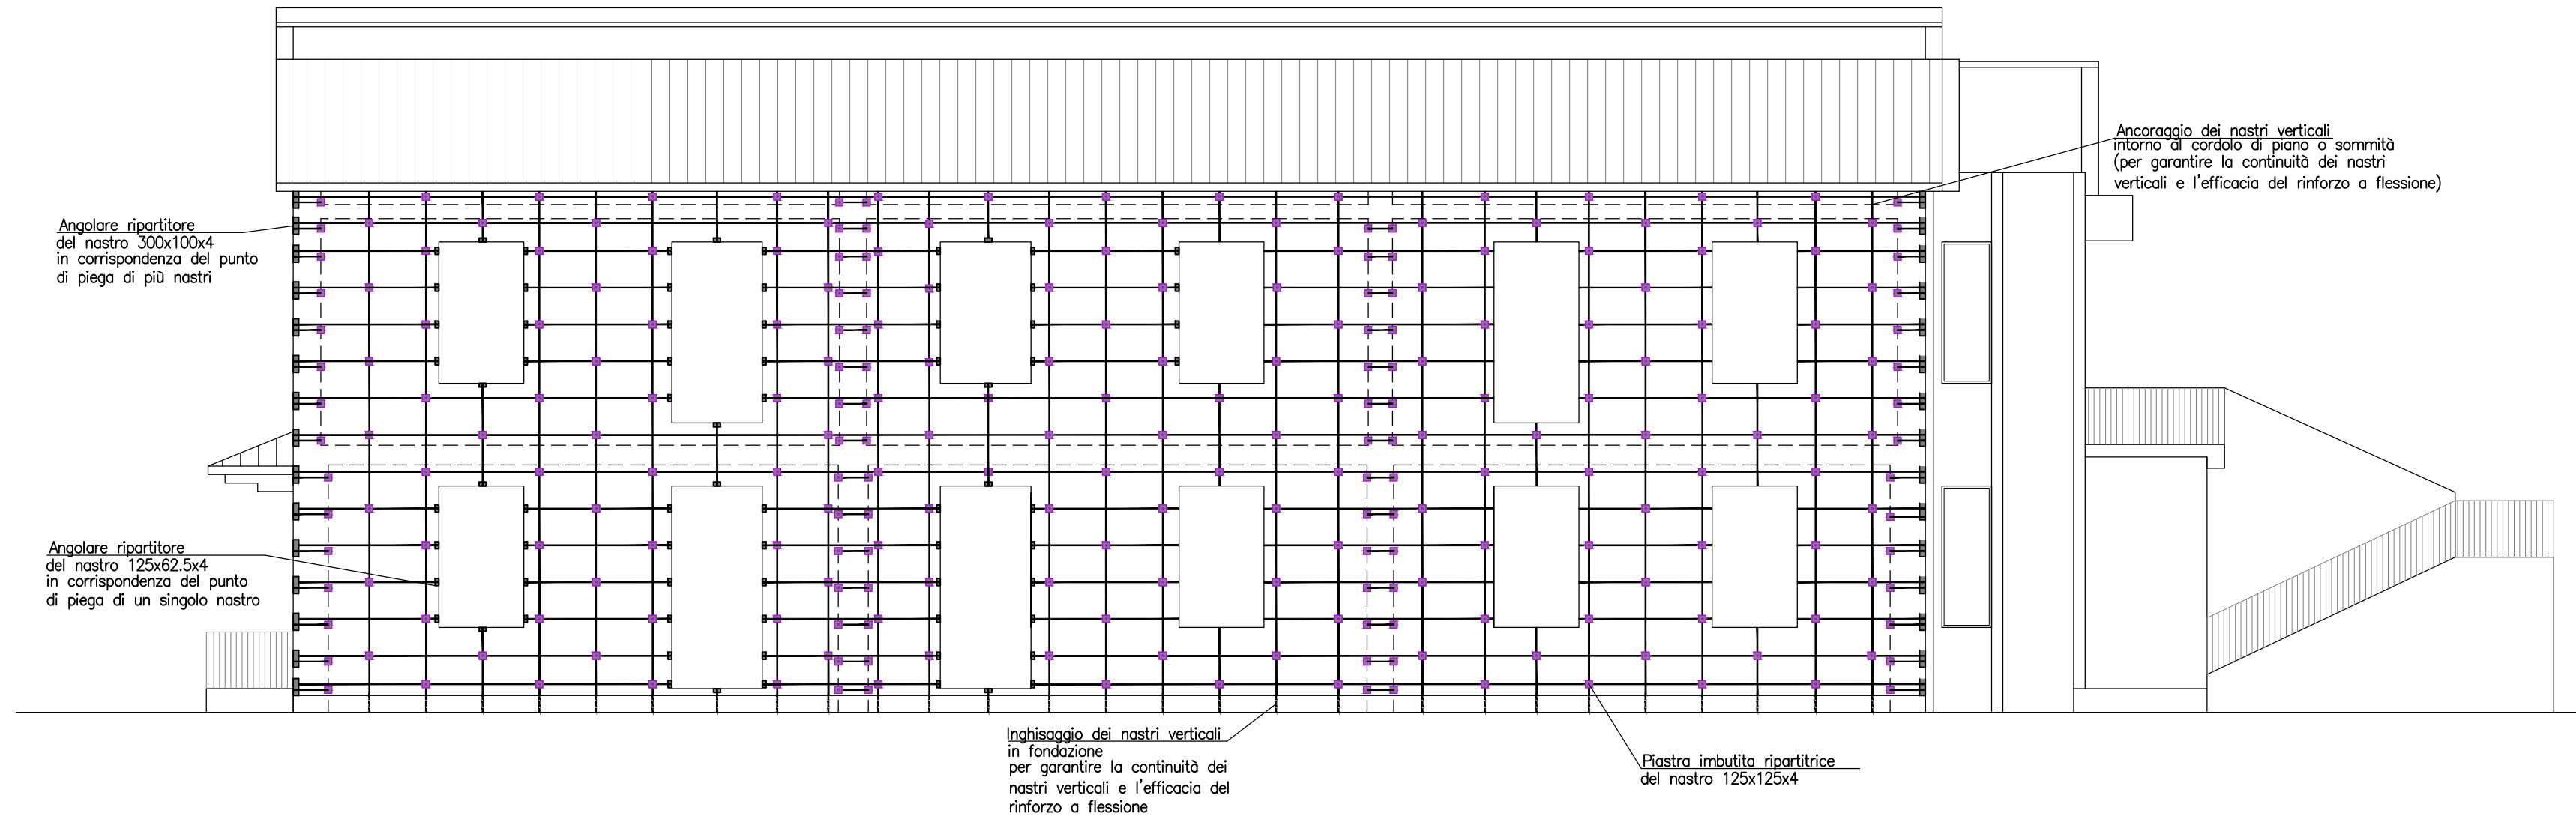 Ancoraggio dei nastri verticali
intorno al cordolo di piano o sommità
(per garantire la continuità dei nastri
verticali e l'efficacia del rinforzo a flessione)
Angolare ripartitore
del nastro 300x100x4
in corrispondenza del punto
di piega di più nastri
Angolare ripartitore
del nastro 125x62.5x4
in corrispondenza del punto
di piega di un singolo nastro
Inghisaggio dei nastri verticali
in fondazione
per garantire la continuità dei
nastri verticali e l'efficacia del
rinforzo a flessione
Piastra imbutita ripartitrice
del nastro 125x125x4